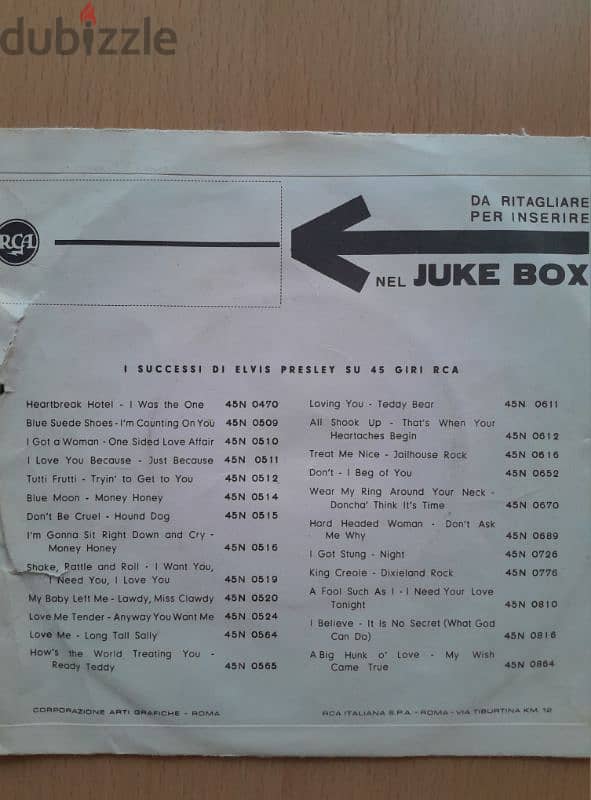 dubizzle
DA RITAGLIARE
PER INSERIRE
RCA
NEL JUKE BOX
I SUCCESSI DI ELVIS PRESLEY SU 45 GIRI RCA
Heartbreak Hotel - I Was the One 45N 0470
Blue Suede Shoes - I'm Counting On You 45N 0509
I Got a Woman - One Sided Love Affair 45N 0510
I Love You Because - Just Because 45N 0511
Tutti Frutti - Tryin' to Get to You 45N 0512
Blue Moon - Money Honey 45N 0514
Don't Be Cruel - Hound Dog 45N 0515
I'm Gonna Sit Right Down and Cry -
Money Honey 45N 0516
Shake, Rattle and Roll - I Want You,
I Need You, I Love You 45N 0519
My Baby Left Me - Lawdy, Miss Clawdy 45N 0520
Love Me Tender - Anyway You Want Me 45N 0524
Love Me - Long Tall Sally 45N 0564
How's the World Treating You -
Ready Teddy 45N 0565
Loving You - Teddy Bear 45N 0611
All Shook Up - That's When Your
Heartaches Begin 45N 0612
Treat Me Nice - Jailhouse Rock 45N 0616
Don't - I Beg of You 45N 0652
Wear My Ring Around Your Neck -
Doncha' Think It's Time 45N 0670
Hard Headed Woman - Don't Ask
Me Why 45N 0689
I Got Stung - Night 45N 0726
King Creole - Dixieland Rock 45N 0776
A Fool Such As I - I Need Your Love
Tonight 45N 0810
I Believe - It Is No Secret (What God
Can Do) 45N 0816
A Big Hunk o' Love - My Wish
Came True 45N 0864
CORPORAZIONE ARTI GRAFICHE - ROMA
RCA ITALIANA S.P.A. - ROMA - VIA TIBURTINA KM. 12